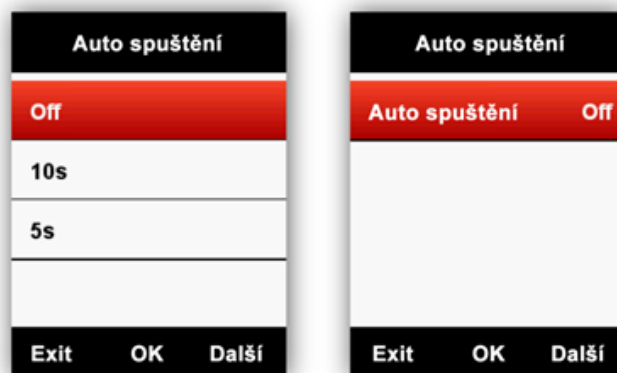 Auto spuštění
Off
10s
5s
Exit OK Další
Auto spuštění
Auto spuštění Off
Exit OK Další